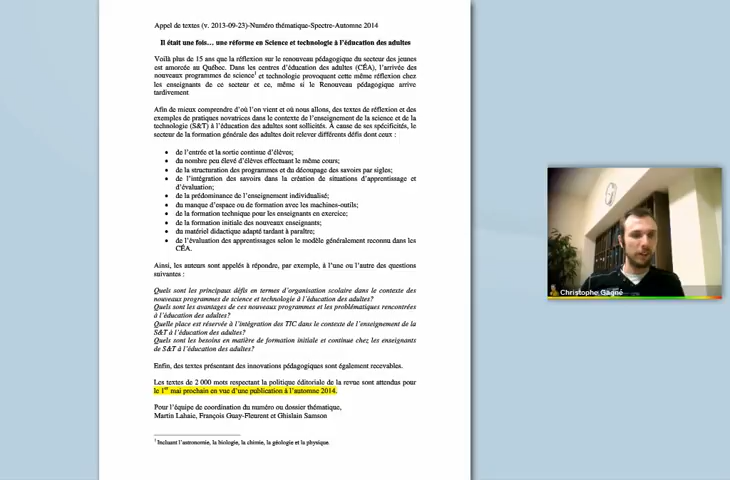 Appel de textes (v. 2013-09-23)-Numéro thématique-Spectre-Automne 2014
Il était une fois… une réforme en Science et technologie à l'éducation des adultes
Voilà plus de 15 ans que la réflexion sur le renouveau pédagogique du secteur des jeunes
est amorcée au Québec. Dans les centres d'éducation des adultes (CÉA), l'arrivée des
nouveaux programmes de science¹ et technologie provoquent cette même réflexion chez
les enseignants de ce secteur et ce, même si le Renouveau pédagogique arrive
tardivement
Afin de mieux comprendre d'où l'on vient et où nous allons, des textes de réflexion et des
exemples de pratiques novatrices dans le contexte de l'enseignement de la science et de la
technologie (S&T) à l'éducation des adultes sont sollicités. À cause de ses spécificités, le
secteur de la formation générale des adultes doit relever différents défis dont ceux :
• de l'entrée et la sortie continue d'élèves;
• du nombre peu élevé d'élèves effectuant le même cours;
• de la structuration des programmes et du découpage des savoirs par sigles;
• de l'intégration des savoirs dans la création de situations d'apprentissage et
d'évaluation;
• de la prédominance de l'enseignement individualisé;
• du manque d'espace ou de formation avec les machines-outils;
• de la formation technique pour les enseignants en exercice;
• de la formation initiale des nouveaux enseignants;
• du matériel didactique adapté tardant à paraître;
• de l'évaluation des apprentissages selon le modèle généralement reconnu dans les
CÉA.
Ainsi, les auteurs sont appelés à répondre, par exemple, à l'une ou l'autre des questions
suivantes :
Quels sont les principaux défis en termes d'organisation scolaire dans le contexte des
nouveaux programmes de science et technologie à l'éducation des adultes?
Quels sont les avantages de ces nouveaux programmes et les problématiques rencontrées
à l'éducation des adultes?
Quelle place est réservée à l'intégration des TIC dans le contexte de l'enseignement de la
S&T à l'éducation des adultes?
Quels sont les besoins en matière de formation initiale et continue chez les enseignants
de S&T à l'éducation des adultes?
Enfin, des textes présentant des innovations pédagogiques sont également recevables.
Les textes de 2 000 mots respectant la politique éditoriale de la revue sont attendus pour
le 1er mai prochain en vue d'une publication à l'automne 2014.
Pour l'équipe de coordination du numéro ou dossier thématique,
Martin Lahaie, François Guay-Fleurent et Ghislain Samson
¹ Incluant l'astronomie, la biologie, la chimie, la géologie et la physique
Christophe Gagné